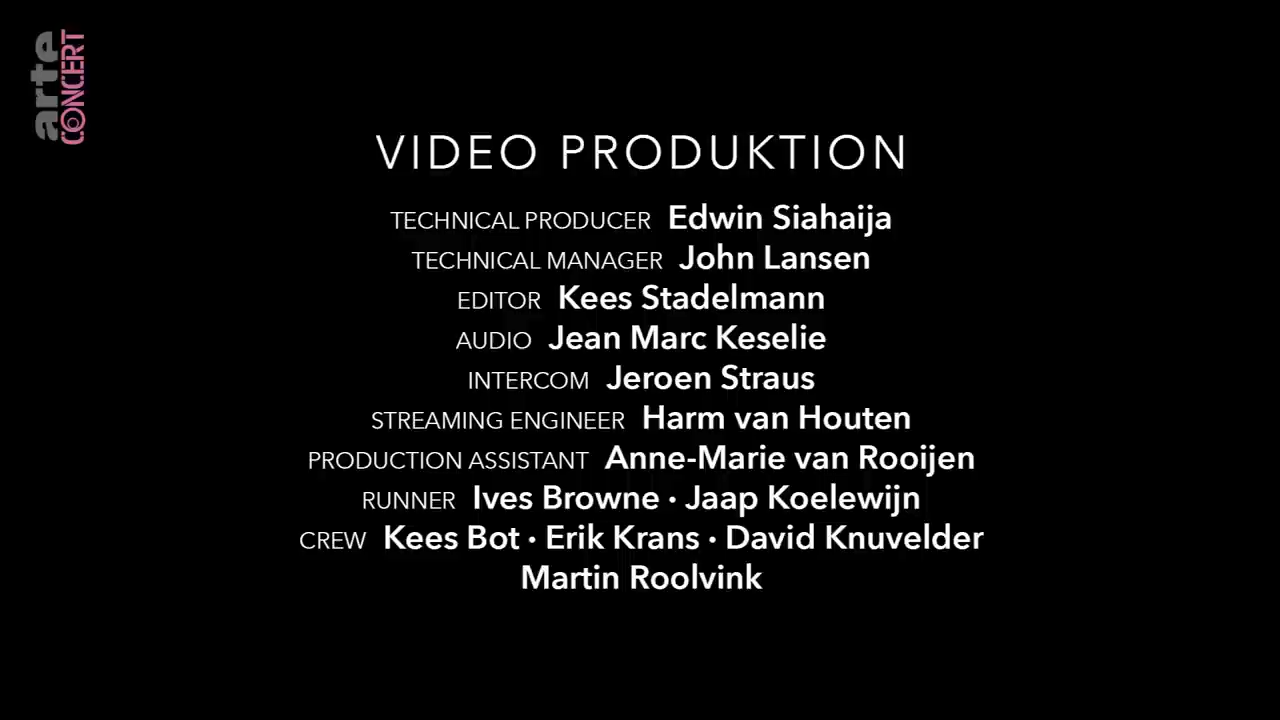 arte
CONCERT
VIDEO PRODUKTION
TECHNICAL PRODUCER Edwin Siahaija
TECHNICAL MANAGER John Lansen
EDITOR Kees Stadelmann
AUDIO Jean Marc Keselie
INTERCOM Jeroen Straus
STREAMING ENGINEER Harm van Houten
PRODUCTION ASSISTANT Anne-Marie van Rooijen
RUNNER Ives Browne · Jaap Koelewijn
CREW Kees Bot · Erik Krans · David Knuvelder
Martin Roolvink